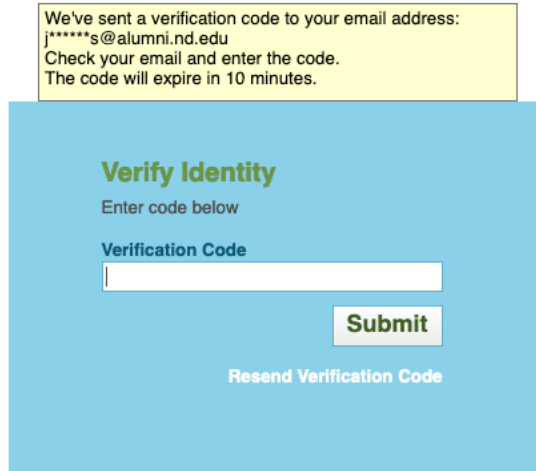 We've sent a verification code to your email address:
j******s@alumni.nd.edu
Check your email and enter the code.
The code will expire in 10 minutes.
Verify Identity
Enter code below
Verification Code
Submit
Resend Verification Code